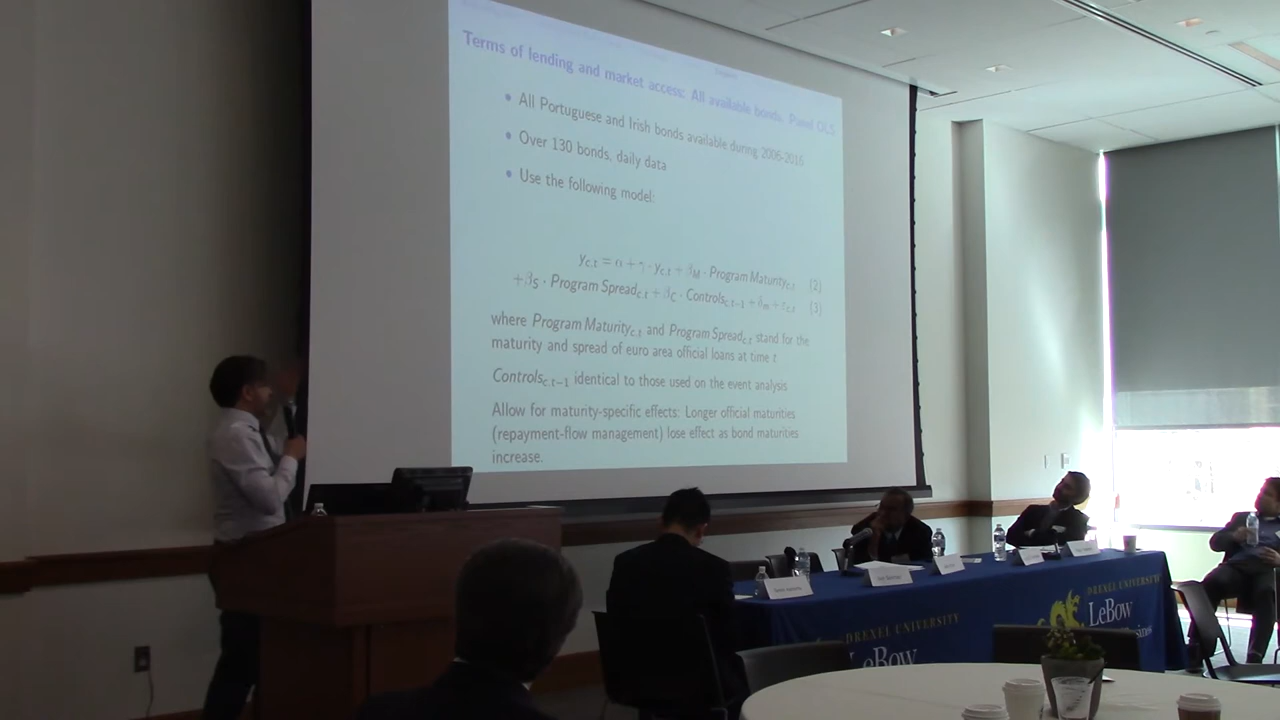 Terms of lending and market access: All available bonds, Panel OLS
• All Portuguese and Irish bonds available during 2006-2016
• Over 130 bonds, daily data
• Use the following model:
y_{c,t} = α + γ · y_{c,t} + β_M · Program Maturity_{c,t} (2)
+β_S · Program Spread_{c,t} + β_C · Controls_{c,t−1} + δ_m + ε_{c,t} (3)
where Program Maturity_{c,t} and Program Spread_{c,t} stand for the
maturity and spread of euro area official loans at time t
Controls_{c,t−1} identical to those used on the event analysis
Allow for maturity-specific effects: Longer official maturities
(repayment-flow management) lose effect as bond maturities
increase.
DREXEL UNIVERSITY
LeBow
DREXEL UNIVERSITY
LeBow